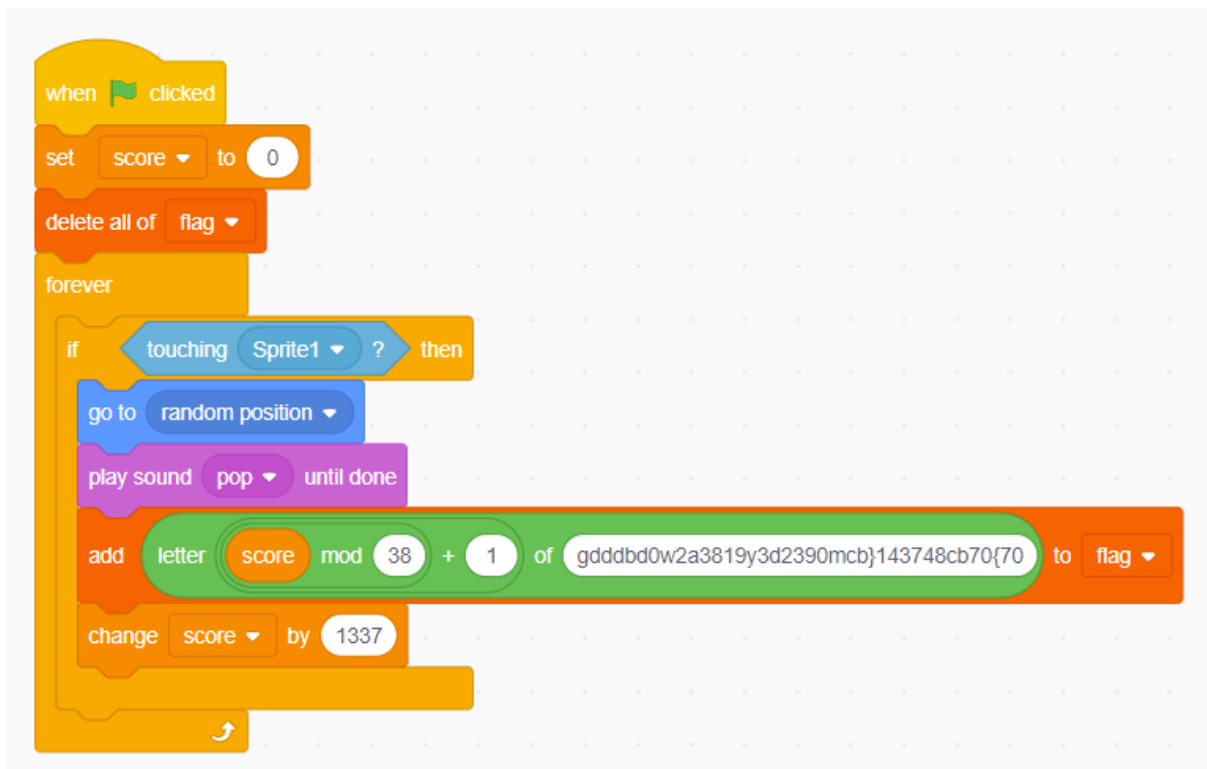 when clicked
set score to 0
delete all of flag
forever
if touching Sprite1 ? then
go to random position
play sound pop until done
add letter score mod 38 + 1 of gdddbd0w2a3819y3d2390mcb}143748cb70{70 to flag
change score by 1337